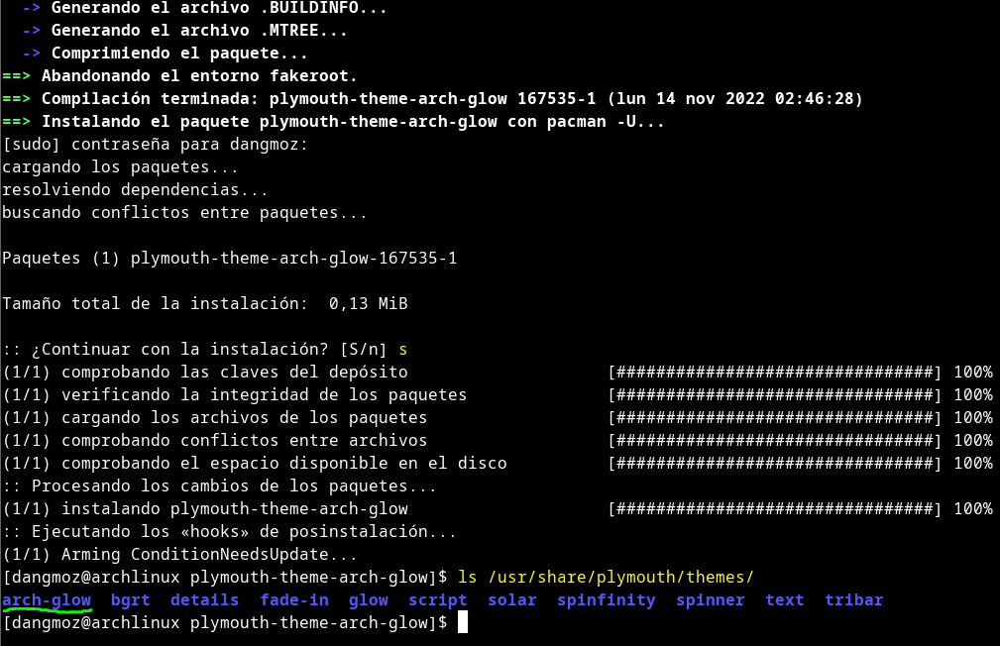 -> Generando el archivo .BUILDINFO...
-> Generando el archivo .MTREE...
-> Comprimiendo el paquete...
==> Abandonando el entorno fakeroot.
==> Compilación terminada: plymouth-theme-arch-glow 167535-1 (lun 14 nov 2022 02:46:28)
==> Instalando el paquete plymouth-theme-arch-glow con pacman -U...
[sudo] contraseña para dangmoz:
cargando los paquetes...
resolviendo dependencias...
buscando conflictos entre paquetes...
Paquetes (1) plymouth-theme-arch-glow-167535-1
Tamaño total de la instalación:  0,13 MiB
:: ¿Continuar con la instalación? [S/n] s
(1/1) comprobando las claves del depósito [################################] 100%
(1/1) verificando la integridad de los paquetes [################################] 100%
(1/1) cargando los archivos de los paquetes [################################] 100%
(1/1) comprobando conflictos entre archivos [################################] 100%
(1/1) comprobando el espacio disponible en el disco [################################] 100%
:: Procesando los cambios de los paquetes...
(1/1) instalando plymouth-theme-arch-glow [################################] 100%
:: Ejecutando los «hooks» de posinstalación...
(1/1) Arming ConditionNeedsUpdate...
[dangmoz@archlinux plymouth-theme-arch-glow]$ ls /usr/share/plymouth/themes/
arch-glow  bgrt  details  fade-in  glow  script  solar  spinfinity  spinner  text  tribar
[dangmoz@archlinux plymouth-theme-arch-glow]$